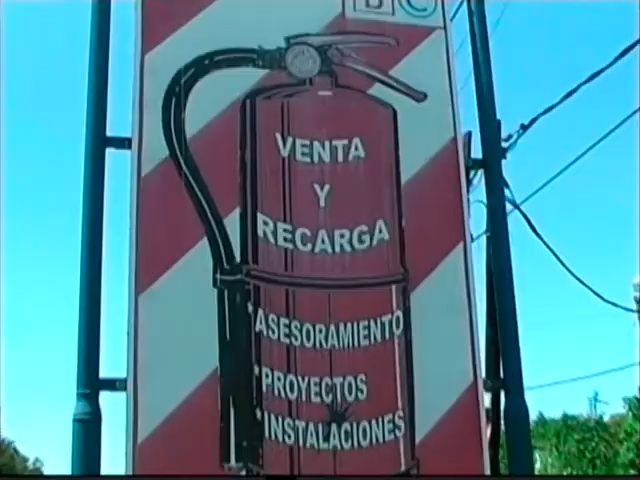 B C
VENTA
Y
RECARGA
*ASESORAMIENTO
*PROYECTOS
*INSTALACIONES